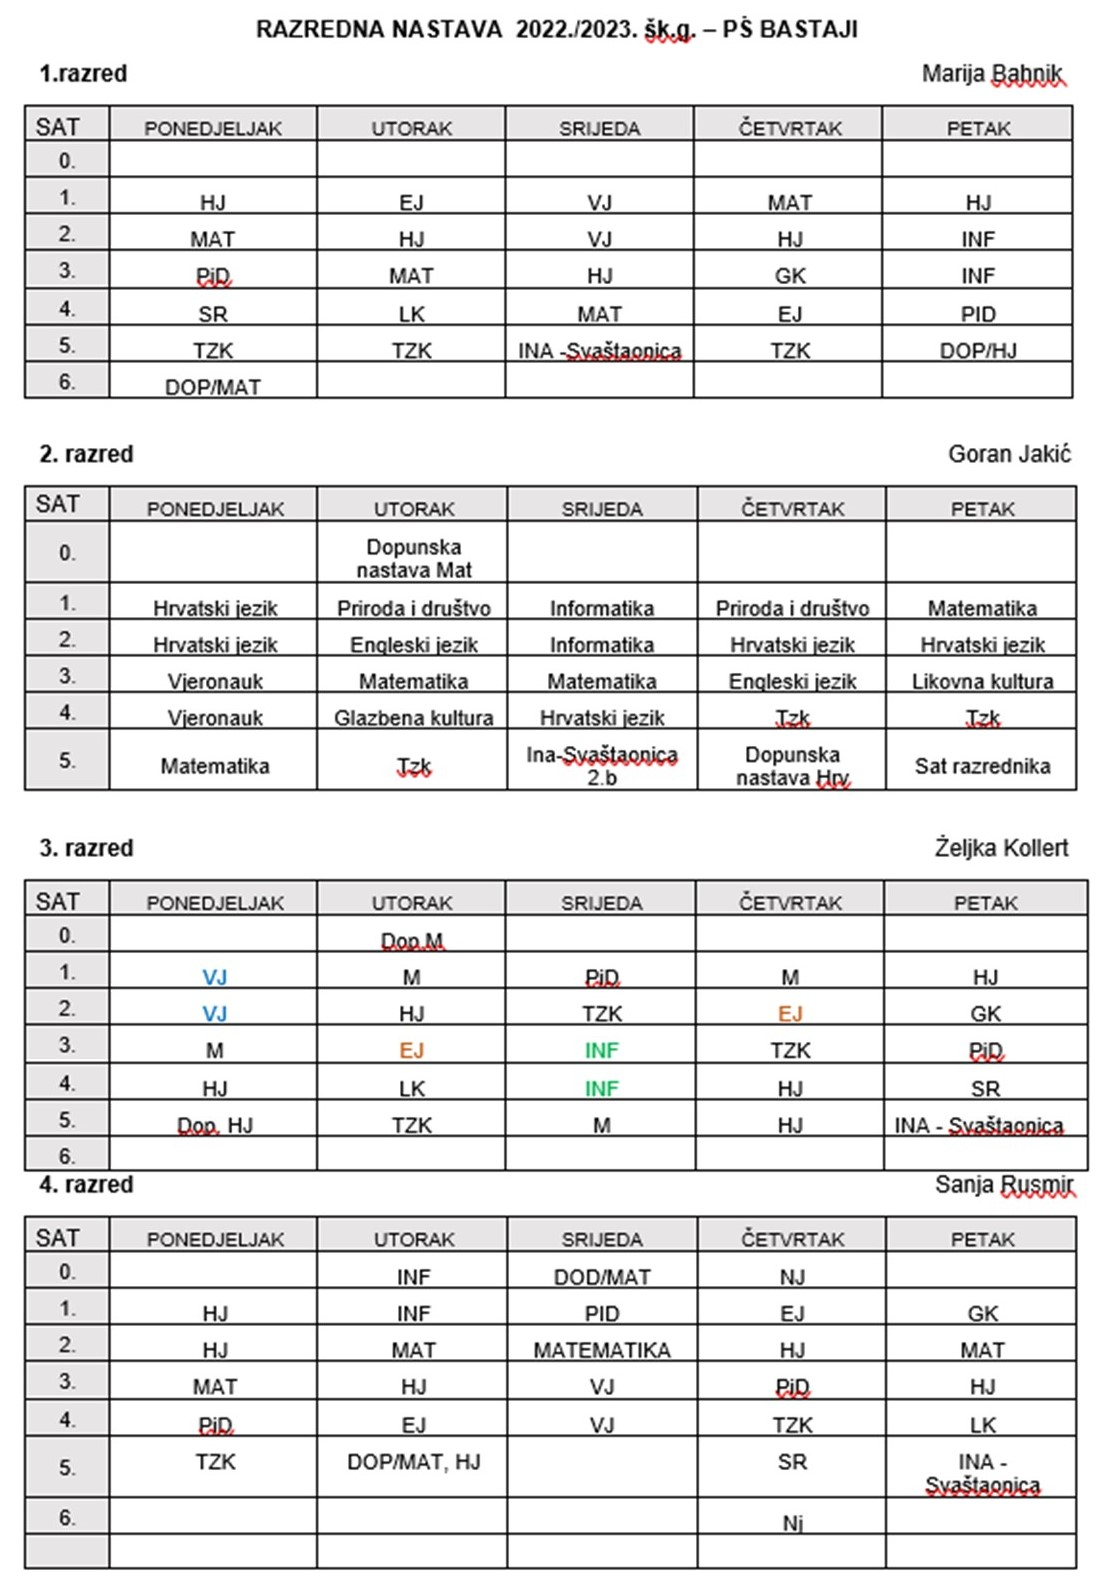 RAZREDNA NASTAVA 2022./2023. šk.g. – PŠ BASTAJI
1.razred Marija Bahnik
SAT PONEDJELJAK UTORAK SRIJEDA ČETVRTAK PETAK
0.
1. HJ EJ VJ MAT HJ
2. MAT HJ VJ HJ INF
3. PiD MAT HJ GK INF
4. SR LK MAT EJ PID
5. TZK TZK INA -Svaštaonica TZK DOP/HJ
6. DOP/MAT
2. razred Goran Jakić
SAT PONEDJELJAK UTORAK SRIJEDA ČETVRTAK PETAK
0. Dopunska
nastava Mat
1. Hrvatski jezik Priroda i društvo Informatika Priroda i društvo Matematika
2. Hrvatski jezik Engleski jezik Informatika Hrvatski jezik Hrvatski jezik
3. Vjeronauk Matematika Matematika Engleski jezik Likovna kultura
4. Vjeronauk Glazbena kultura Hrvatski jezik Tzk Tzk
5. Matematika Tzk Ina-Svaštaonica
2.b Dopunska
nastava Hrv Sat razrednika
3. razred Željka Kollert
SAT PONEDJELJAK UTORAK SRIJEDA ČETVRTAK PETAK
0. Dop.M
1. VJ M PiD M HJ
2. VJ HJ TZK EJ GK
3. M EJ INF TZK PiD
4. HJ LK INF HJ SR
5. Dop. HJ TZK M HJ INA - Svaštaonica
6.
4. razred Sanja Rusmir
SAT PONEDJELJAK UTORAK SRIJEDA ČETVRTAK PETAK
0. INF DOD/MAT NJ
1. HJ INF PID EJ GK
2. HJ MAT MATEMATIKA HJ MAT
3. MAT HJ VJ PiD HJ
4. PiD EJ VJ TZK LK
5. TZK DOP/MAT, HJ SR INA -
Svaštaonica
6. Nj